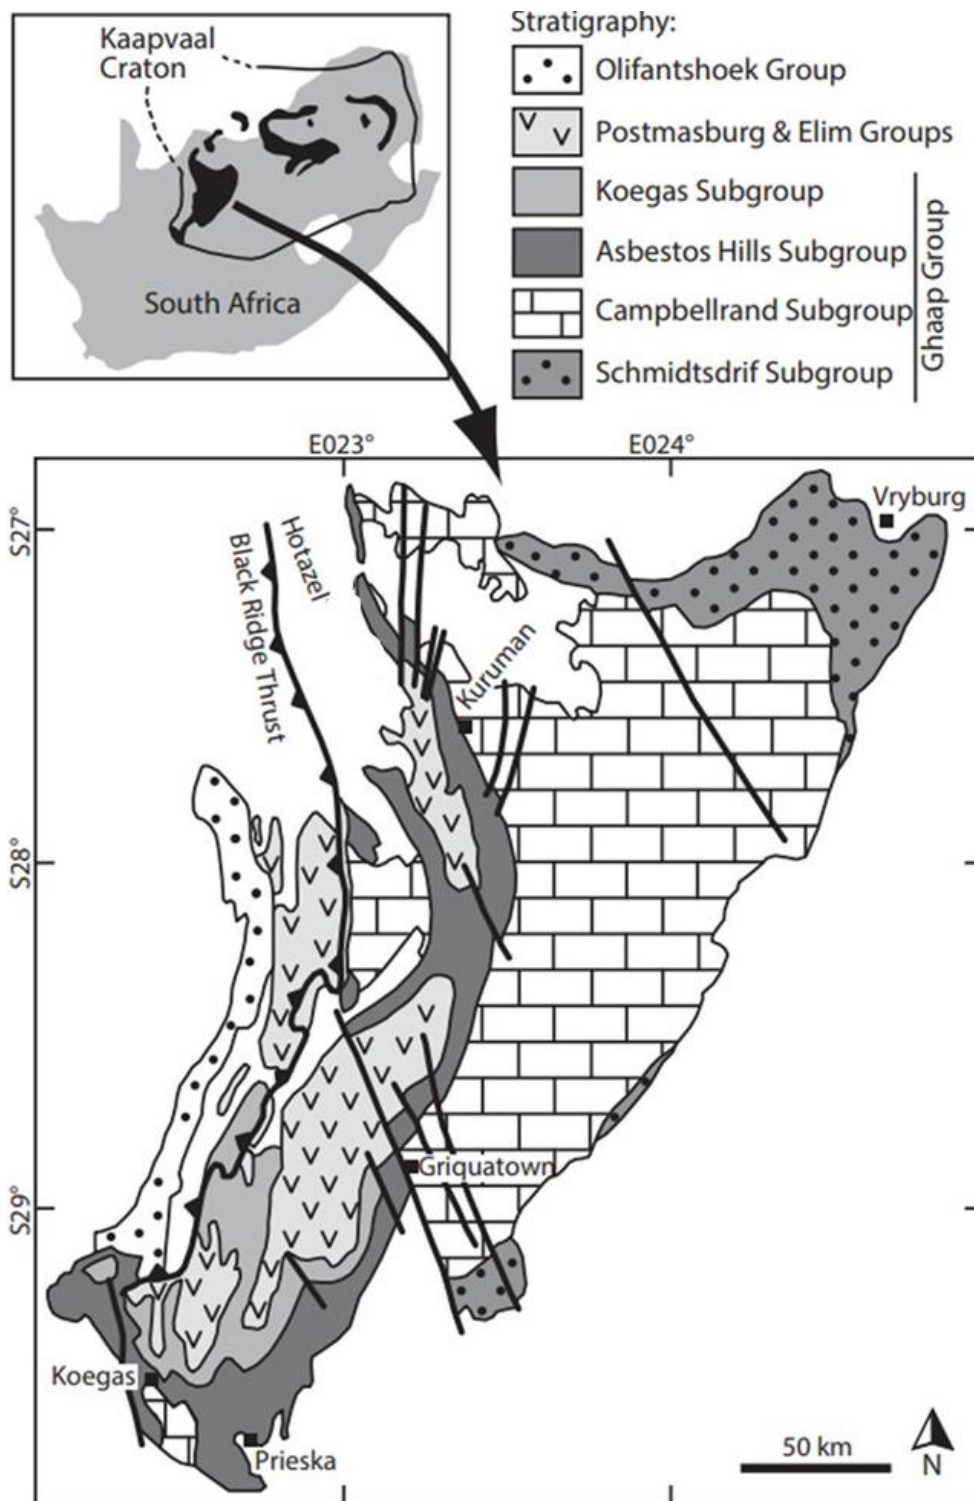 Kaapvaal
Craton
South Africa
Stratigraphy:
Olifantshoek Group
Postmasburg & Elim Groups
Koegas Subgroup
Asbestos Hills Subgroup
Campbellrand Subgroup
Schmidtsdrif Subgroup
Ghaap Group
E023°
E024°
S27°
S28°
S29°
Vryburg
Hotazel
Black Ridge Thrust
Kuruman
Griquatown
Koegas
Prieska
50 km
N